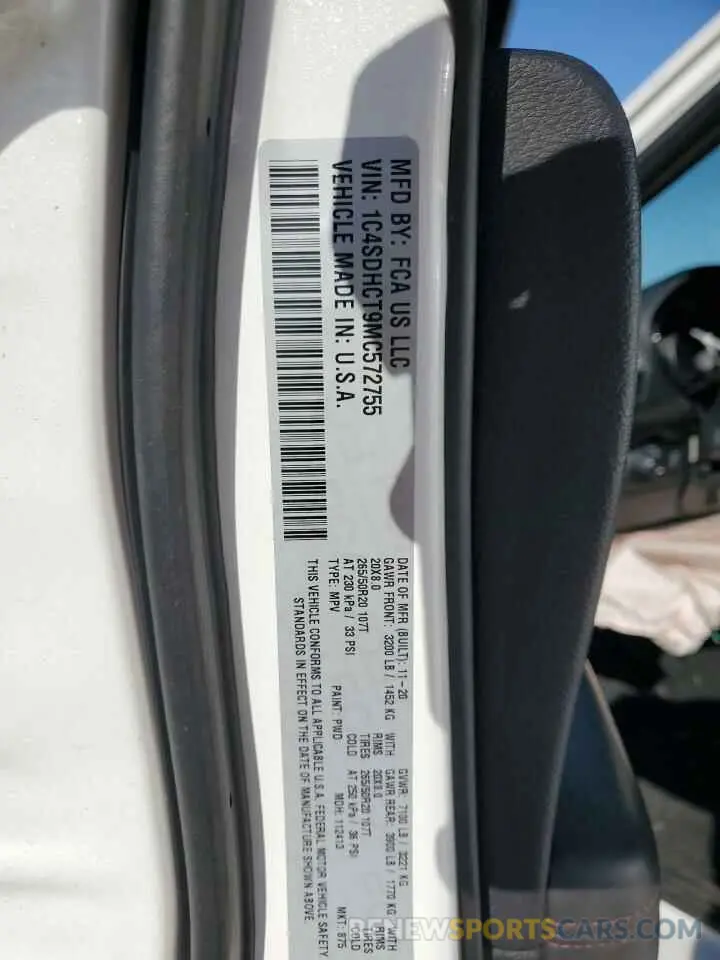 MFD BY: FCA US LLC
VIN: 1C4SDHCT9MC572755
VEHICLE MADE IN: U.S.A.
DATE OF MFR (BUILT): 11-20 GVWR: 7100 LB / 3221 KG
GAWR FRONT: 3200 LB / 1452 KG WITH GAWR REAR: 3900 LB / 1770 KG WITH
20X8.0 RIMS 20X8.0 RIMS
265/50R20 107T TIRES 265/50R20 107T TIRES
AT 230 kPa / 33 PSI COLD AT 250 kPa / 36 PSI COLD
TYPE: MPV PAINT: PWD MDH: 112413 MKT: 875
THIS VEHICLE CONFORMS TO ALL APPLICABLE U.S.A. FEDERAL MOTOR VEHICLE SAFETY
STANDARDS IN EFFECT ON THE DATE OF MANUFACTURE SHOWN ABOVE.
RENEWSPORTSCARS.COM